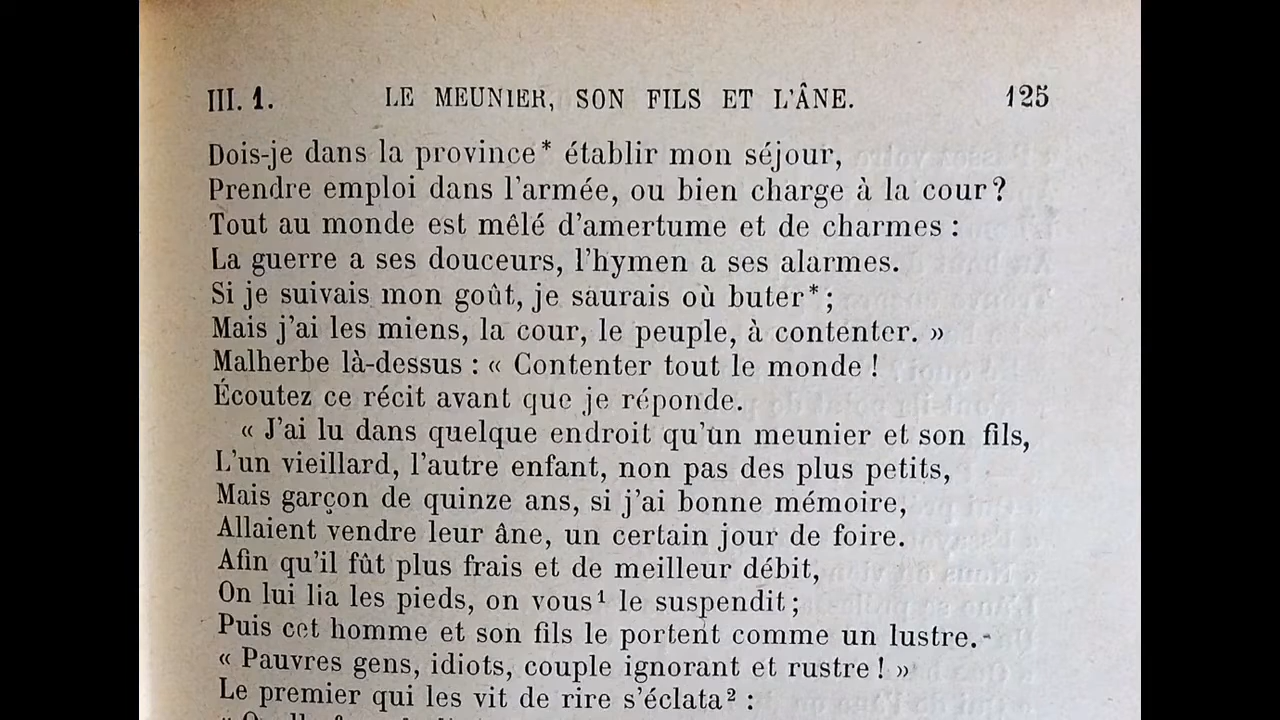 III. 1. LE MEUNIER, SON FILS ET L'ÂNE. 125
Dois-je dans la province* établir mon séjour,
Prendre emploi dans l'armée, ou bien charge à la cour?
Tout au monde est mêlé d'amertume et de charmes :
La guerre a ses douceurs, l'hymen a ses alarmes.
Si je suivais mon goût, je saurais où buter*;
Mais j'ai les miens, la cour, le peuple, à contenter. »
Malherbe là-dessus : « Contenter tout le monde !
Écoutez ce récit avant que je réponde.
« J'ai lu dans quelque endroit qu'un meunier et son fils,
L'un vieillard, l'autre enfant, non pas des plus petits,
Mais garçon de quinze ans, si j'ai bonne mémoire,
Allaient vendre leur âne, un certain jour de foire.
Afin qu'il fût plus frais et de meilleur débit,
On lui lia les pieds, on vous¹ le suspendit;
Puis cet homme et son fils le portent comme un lustre.
« Pauvres gens, idiots, couple ignorant et rustre ! »
Le premier qui les vit de rire s'éclata² :